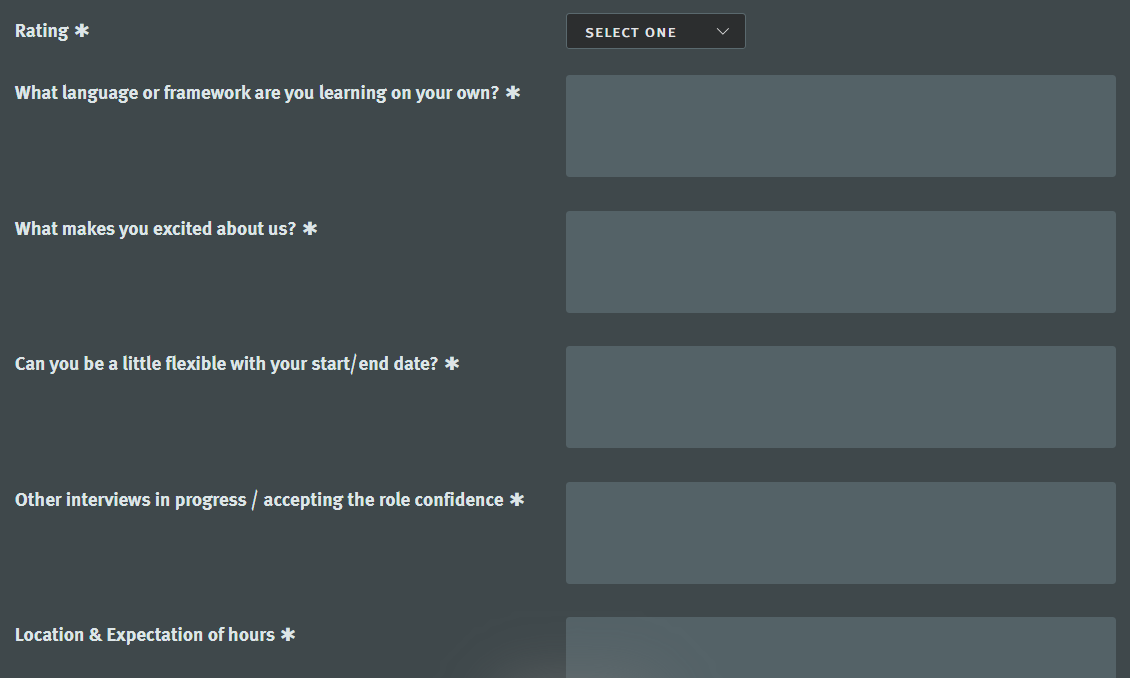 Rating ✱
SELECT ONE
What language or framework are you learning on your own? ✱
What makes you excited about us? ✱
Can you be a little flexible with your start/end date? ✱
Other interviews in progress / accepting the role confidence ✱
Location & Expectation of hours ✱